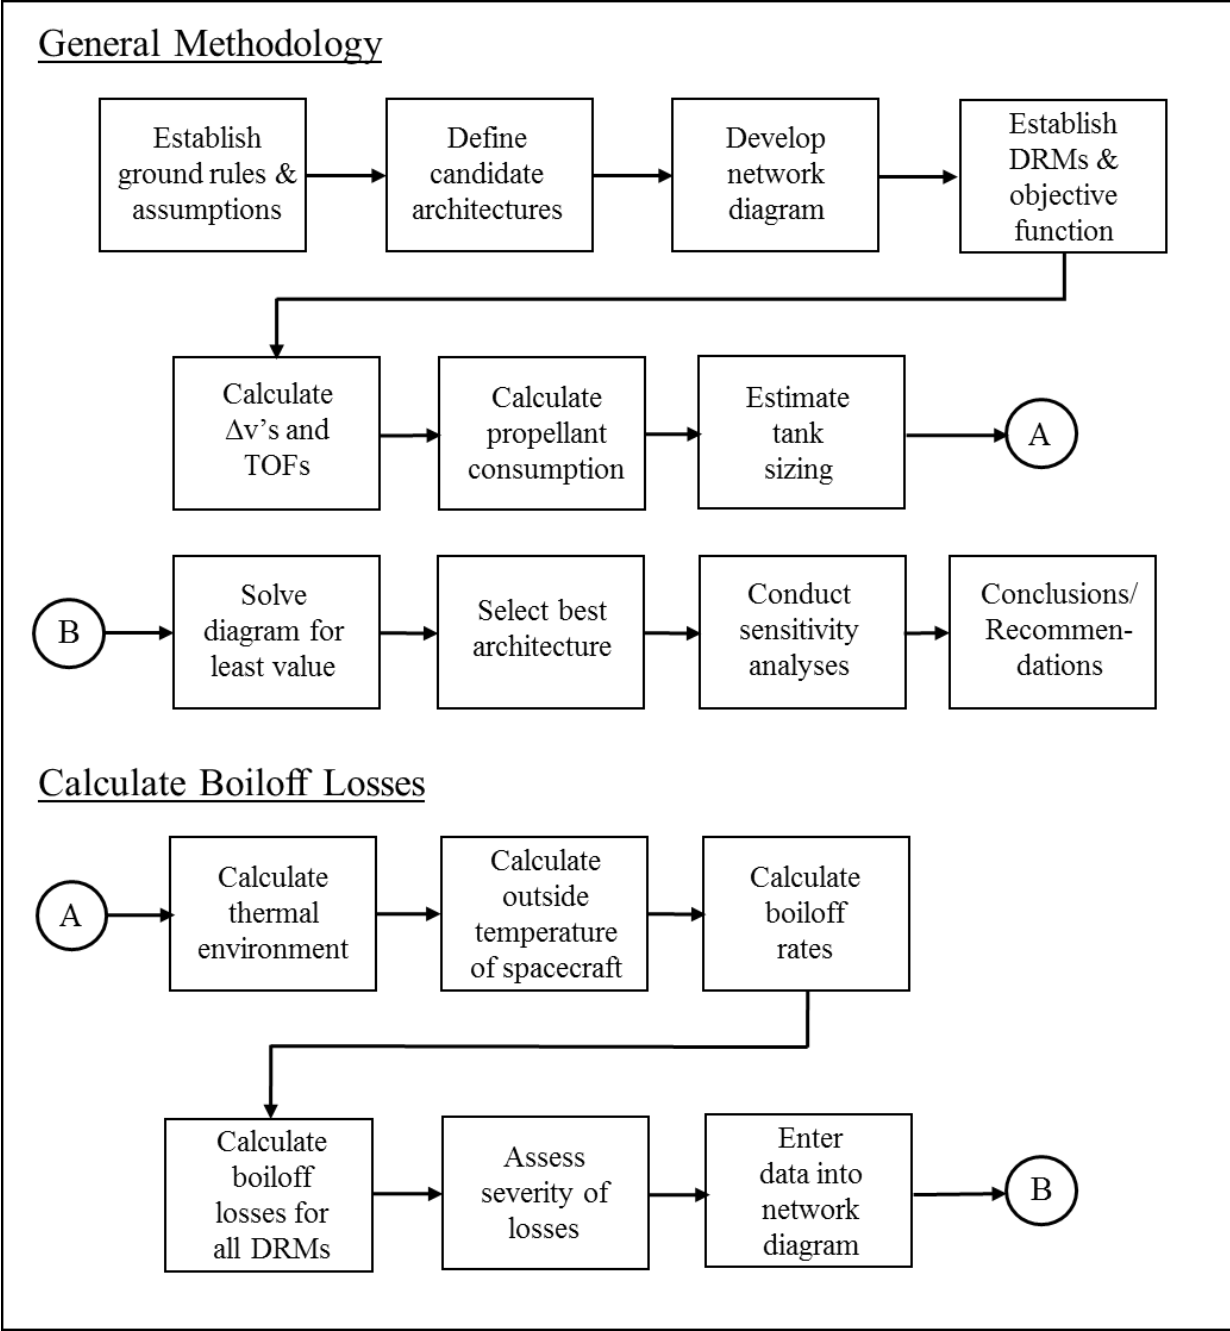 General Methodology
Establish
ground rules &
assumptions
Define
candidate
architectures
Develop
network
diagram
Establish
DRMs &
objective
function
Calculate
Δv’s and
TOFs
Calculate
propellant
consumption
Estimate
tank
sizing
A
B
Solve
diagram for
least value
Select best
architecture
Conduct
sensitivity
analyses
Conclusions/
Recommen-
dations
Calculate Boiloff Losses
A
Calculate
thermal
environment
Calculate
outside
temperature
of spacecraft
Calculate
boiloff
rates
Calculate
boiloff
losses for
all DRMs
Assess
severity of
losses
Enter
data into
network
diagram
B